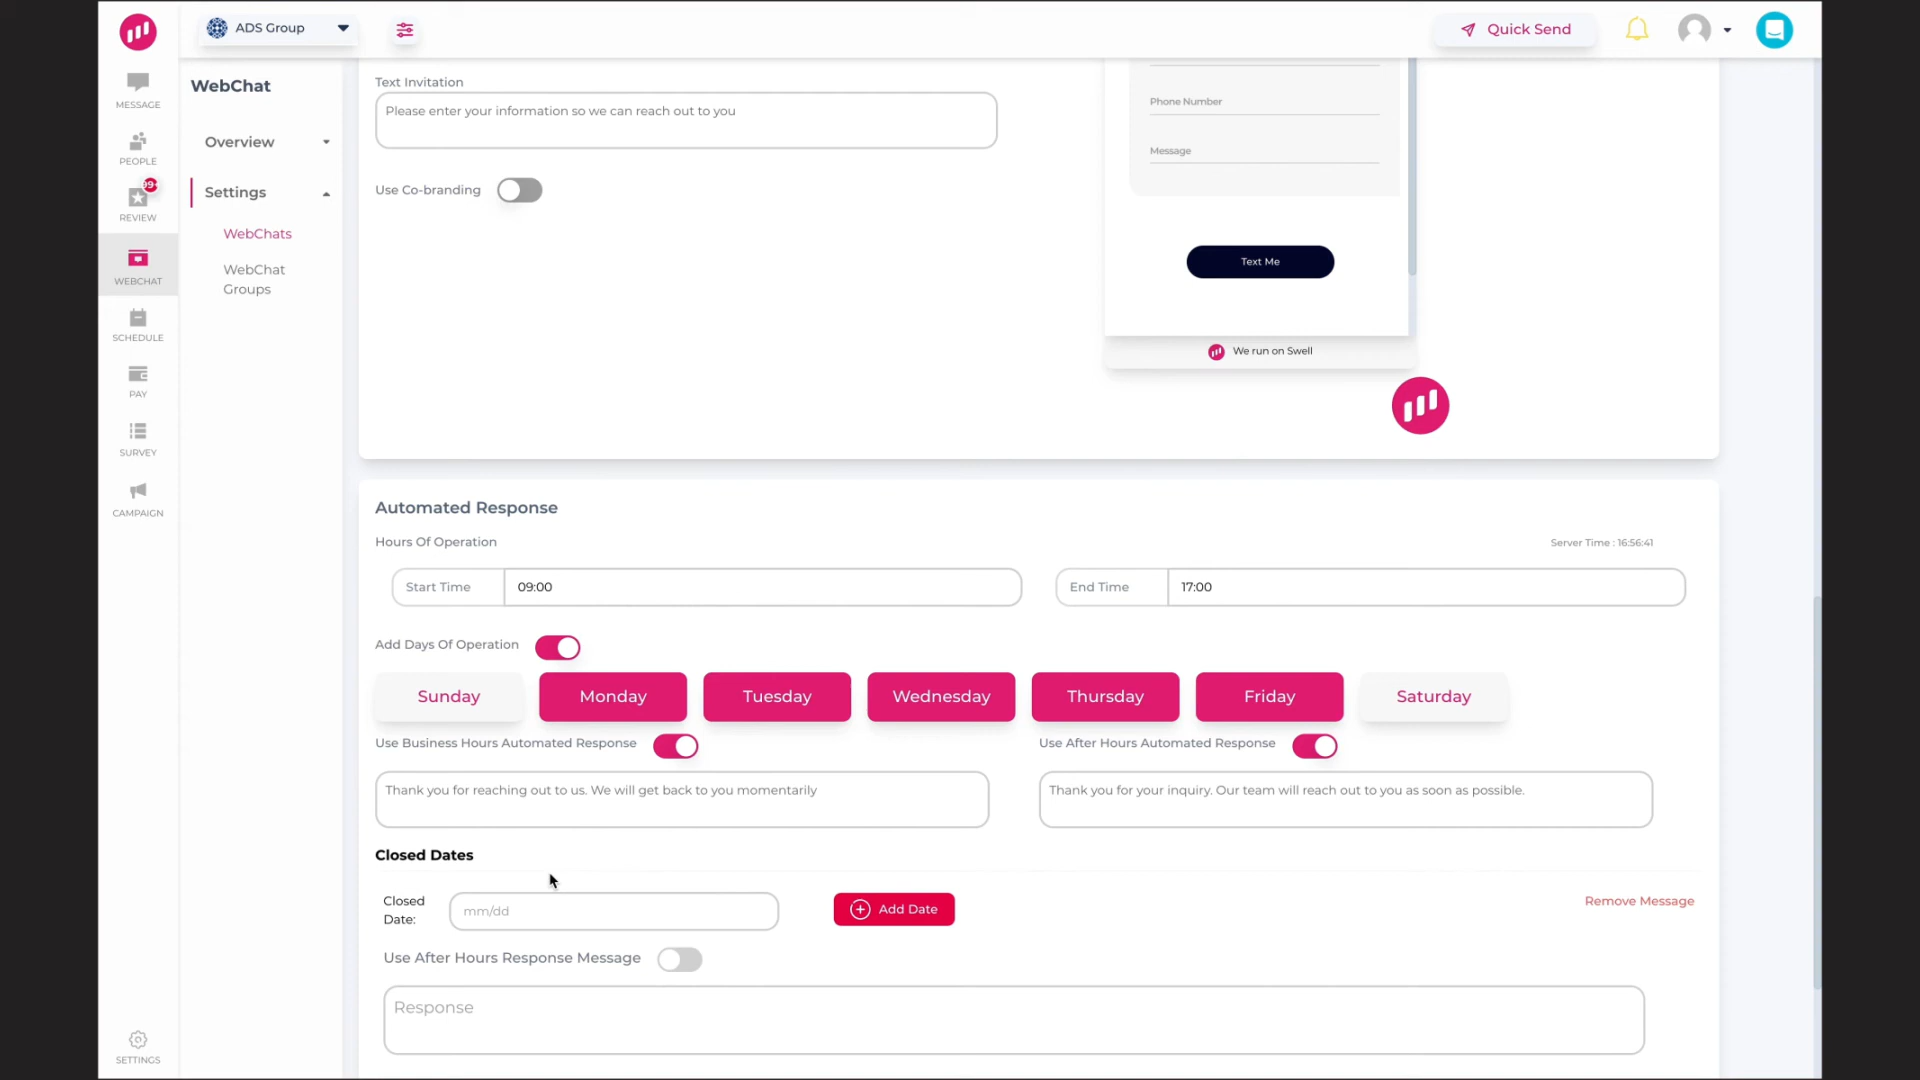 ADS Group
Quick Send
MESSAGE
PEOPLE
99+
REVIEW
WEBCHAT
SCHEDULE
PAY
SURVEY
CAMPAIGN
SETTINGS
WebChat
Overview
Settings
WebChats
WebChat
Groups
Text Invitation
Please enter your information so we can reach out to you
Use Co-branding
Phone Number
Message
Text Me
We run on Swell
Automated Response
Hours Of Operation
Server Time : 16:56:41
Start Time 09:00
End Time 17:00
Add Days Of Operation
Sunday Monday Tuesday Wednesday Thursday Friday Saturday
Use Business Hours Automated Response
Use After Hours Automated Response
Thank you for reaching out to us. We will get back to you momentarily
Thank you for your inquiry. Our team will reach out to you as soon as possible.
Closed Dates
Closed
Date:
mm/dd
Add Date
Remove Message
Use After Hours Response Message
Response